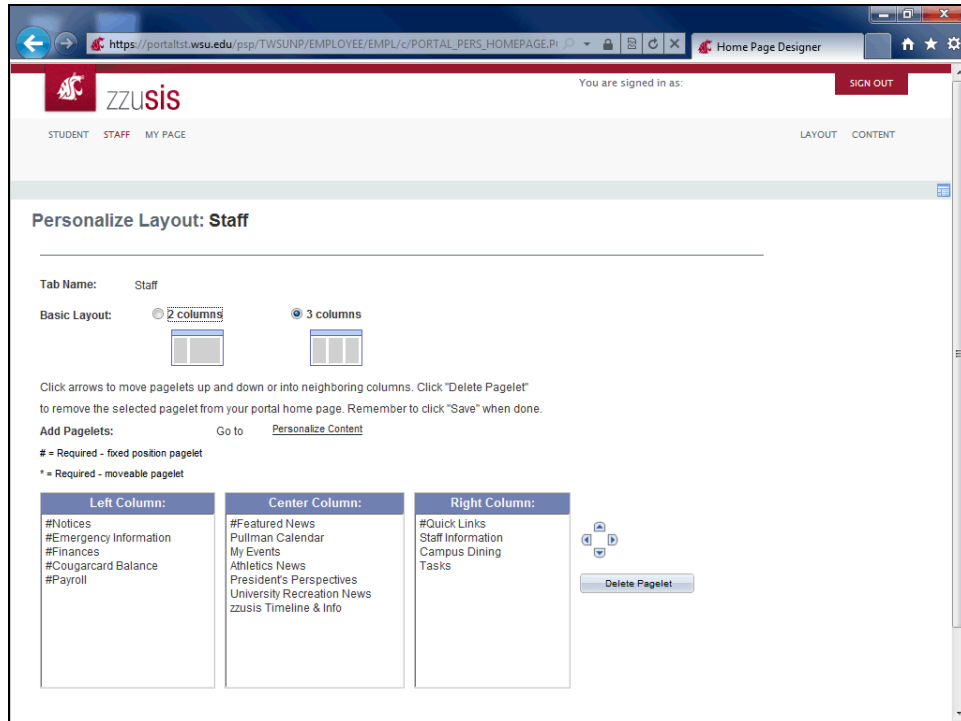 https://portaltst.wsu.edu/psp/TWSUNP/EMPLOYEE/EMPL/c/PORTAL_PERS_HOMEPAGE.P
Home Page Designer
zzusis
You are signed in as:
SIGN OUT
STUDENT STAFF MY PAGE
LAYOUT CONTENT
Personalize Layout: Staff
Tab Name: Staff
Basic Layout: 2 columns 3 columns
Click arrows to move pagelets up and down or into neighboring columns. Click "Delete Pagelet"
to remove the selected pagelet from your portal home page. Remember to click "Save" when done.
Add Pagelets: Go to Personalize Content
# = Required - fixed position pagelet
* = Required - moveable pagelet
Left Column:
#Notices
#Emergency Information
#Finances
#Cougarcard Balance
#Payroll
Center Column:
#Featured News
Pullman Calendar
My Events
Athletics News
President's Perspectives
University Recreation News
zzusis Timeline & Info
Right Column:
#Quick Links
Staff Information
Campus Dining
Tasks
Delete Pagelet